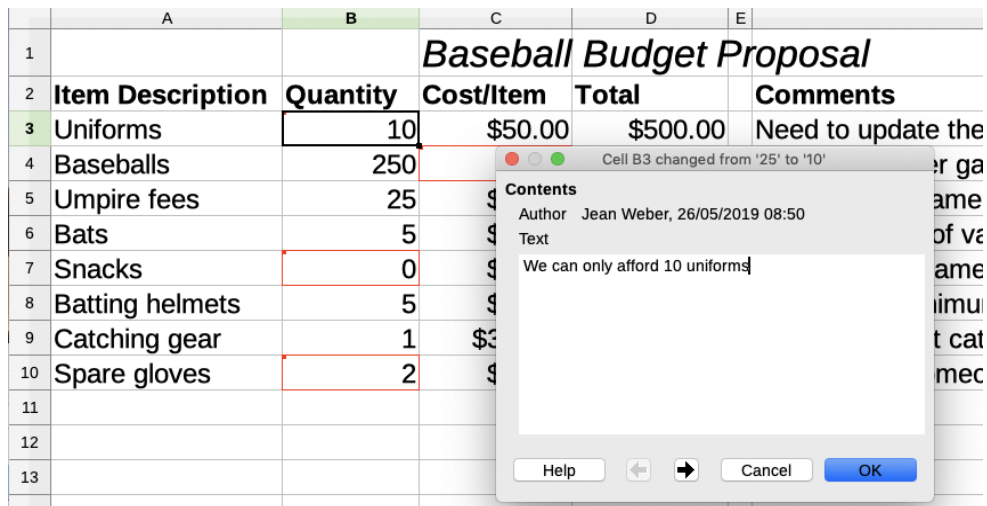 A B C D E
1 Baseball Budget Proposal
2 Item Description Quantity Cost/Item Total Comments
3 Uniforms 10 $50.00 $500.00 Need to update the
4 Baseballs 250
5 Umpire fees 25 $
6 Bats 5 $
7 Snacks 0 $
8 Batting helmets 5 $
9 Catching gear 1
10 Spare gloves 2 $
11
12
13
Cell B3 changed from '25' to '10'
Contents
Author Jean Weber, 26/05/2019 08:50
Text
We can only afford 10 uniforms
Help Cancel OK